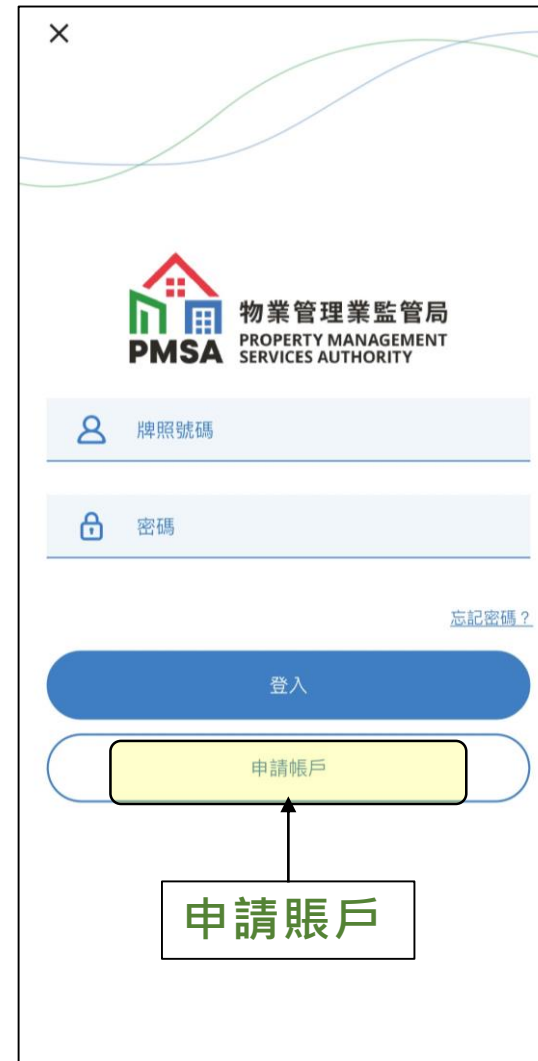 物業管理業監管局
PROPERTY MANAGEMENT
SERVICES AUTHORITY
PMSA
牌照號碼
密碼
忘記密碼？
登入
申請帳戶
申請賬戶